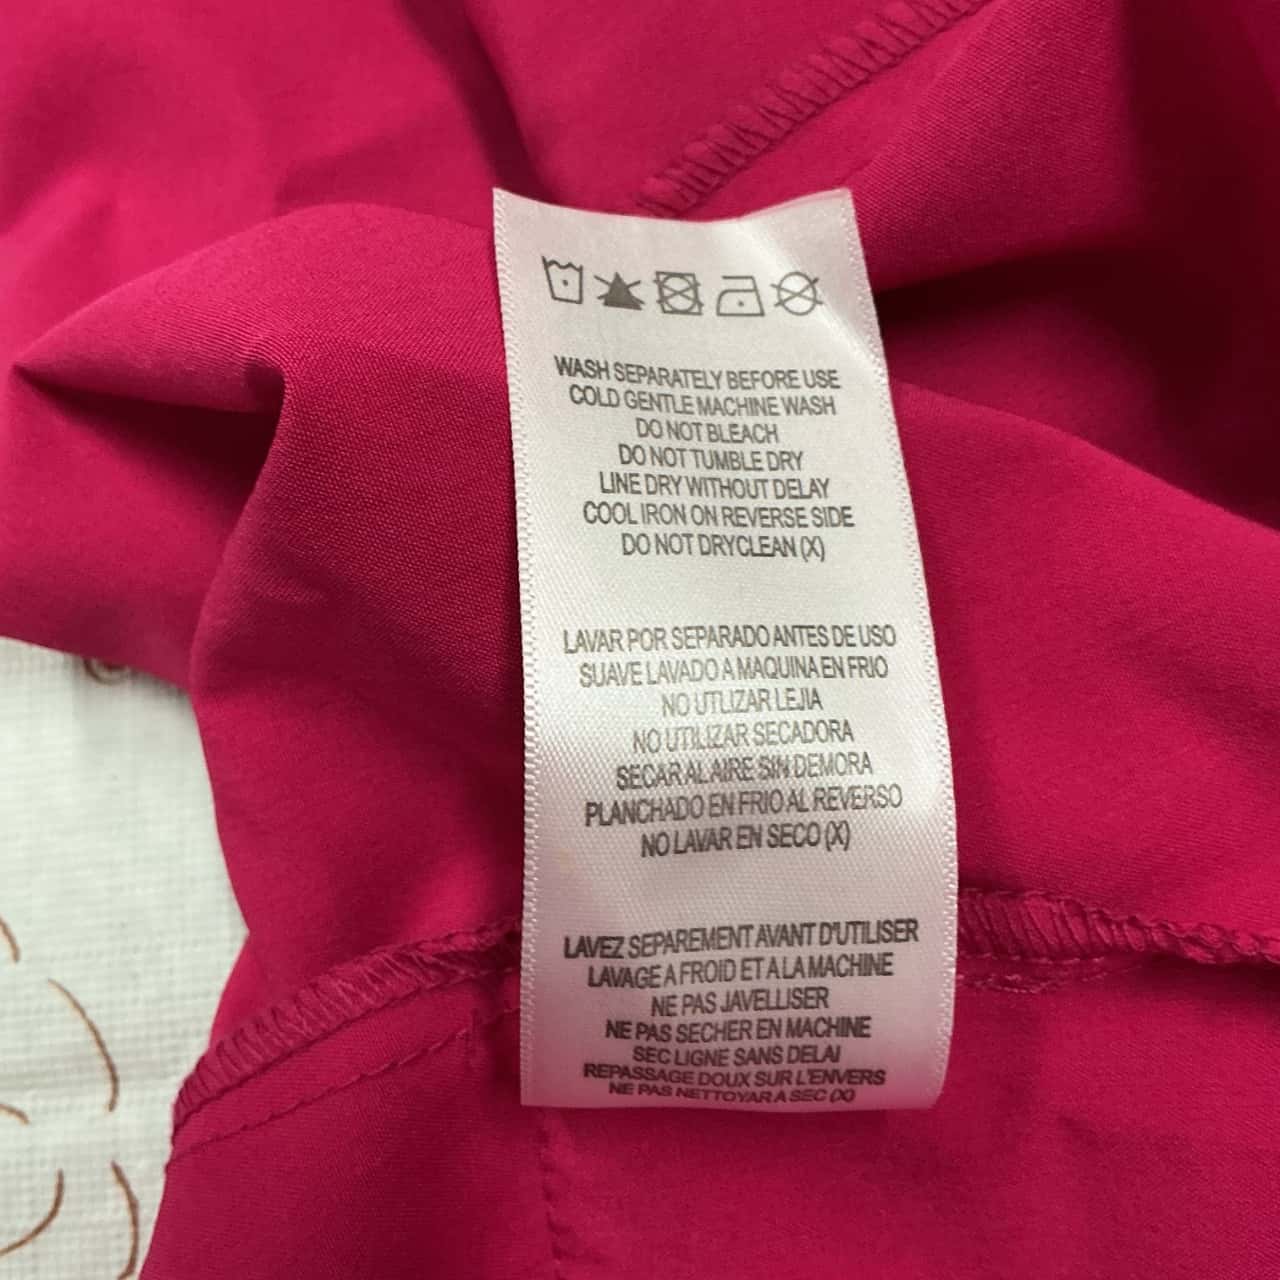 WASH SEPARATELY BEFORE USE
COLD GENTLE MACHINE WASH
DO NOT BLEACH
DO NOT TUMBLE DRY
LINE DRY WITHOUT DELAY
COOL IRON ON REVERSE SIDE
DO NOT DRYCLEAN (X)
LAVAR POR SEPARADO ANTES DE USO
SUAVE LAVADO A MAQUINA EN FRIO
NO UTLIZAR LEJIA
NO UTILIZAR SECADORA
SECAR AL AIRE SIN DEMORA
PLANCHADO EN FRIO AL REVERSO
NO LAVAR EN SECO (X)
LAVEZ SEPAREMENT AVANT D'UTILISER
LAVAGE A FROID ET A LA MACHINE
NE PAS JAVELLISER
NE PAS SECHER EN MACHINE
SEC LIGNE SANS DELAI
REPASSAGE DOUX SUR L'ENVERS
NE PAS NETTOYAR A SEC (X)